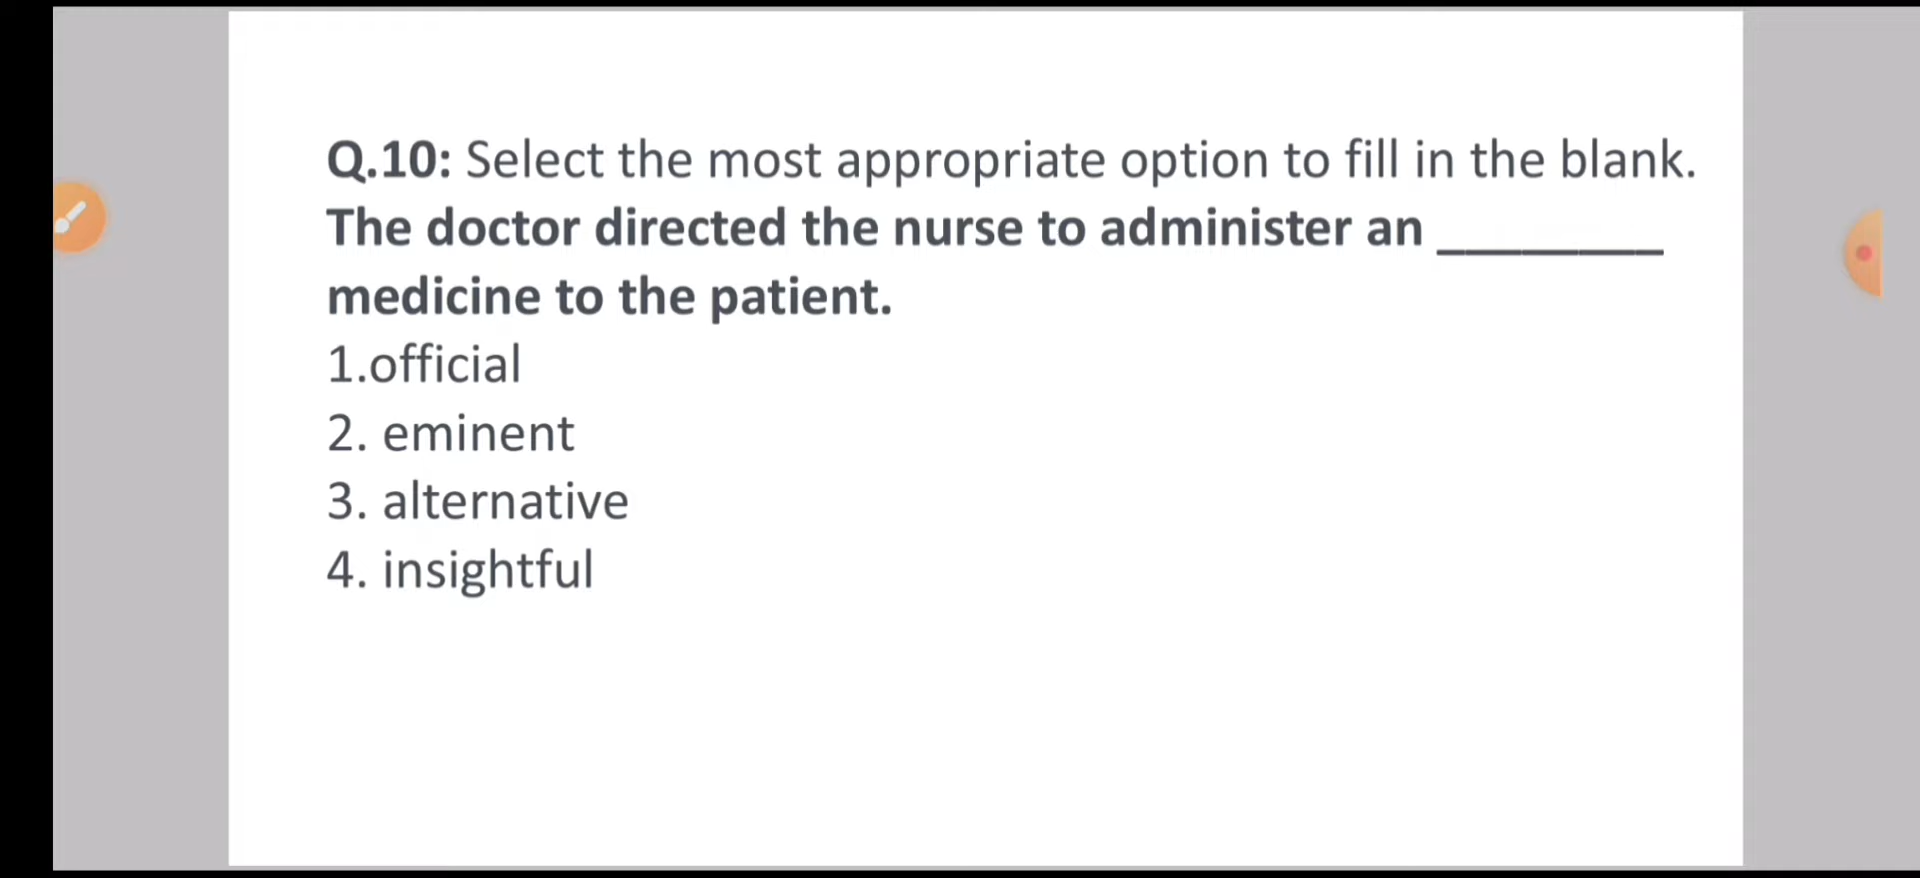 Q.10: Select the most appropriate option to fill in the blank.
The doctor directed the nurse to administer an ________
medicine to the patient.
1.official
2. eminent
3. alternative
4. insightful